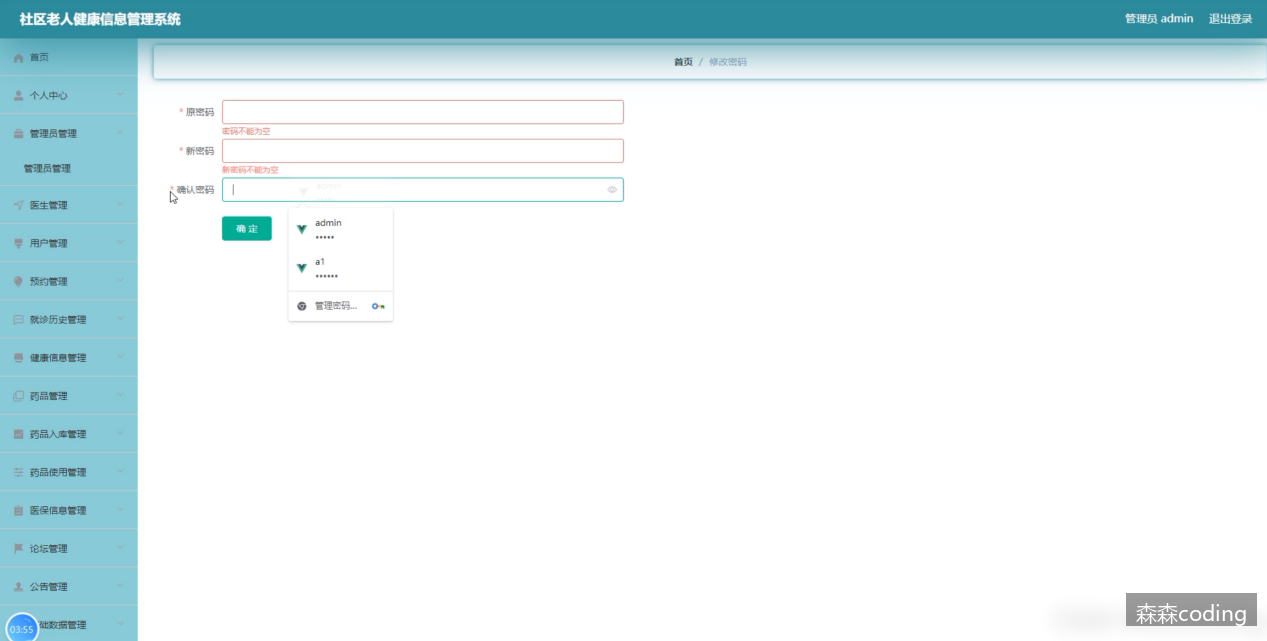 社区老人健康信息管理系统
管理员 admin 退出登录
首页 / 修改密码
首页
个人中心
管理员管理
管理员管理
医生管理
用户管理
预约管理
就诊历史管理
健康信息管理
药品管理
药品入库管理
药品使用管理
医保信息管理
论坛管理
公告管理
础数据管理
03:55
* 原密码
密码不能为空
* 新密码
新密码不能为空
* 确认密码
admin
确 定
admin
•••••
a1
••••••
管理密码...
森森coding